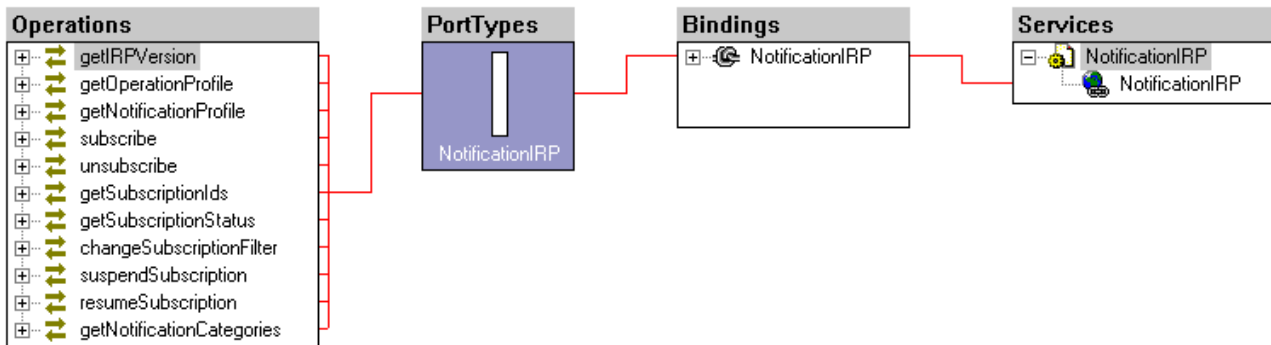 Operations
getIRPVersion
getOperationProfile
getNotificationProfile
subscribe
unsubscribe
getSubscriptionIds
getSubscriptionStatus
changeSubscriptionFilter
suspendSubscription
resumeSubscription
getNotificationCategories
PortTypes
NotificationIRP
Bindings
NotificationIRP
Services
NotificationIRP
NotificationIRP